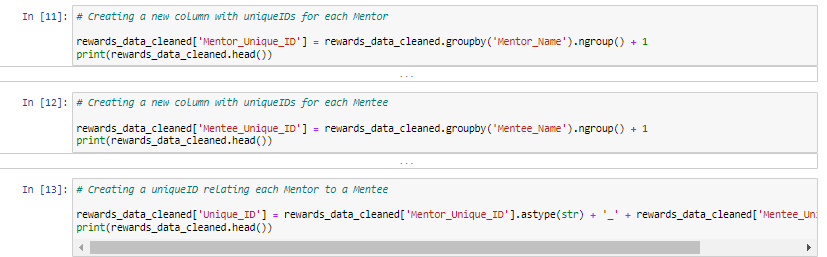 In [11]: # Creating a new column with uniqueIDs for each Mentor
rewards_data_cleaned['Mentor_Unique_ID'] = rewards_data_cleaned.groupby('Mentor_Name').ngroup() + 1
print(rewards_data_cleaned.head())
...
In [12]: # Creating a new column with uniqueIDs for each Mentee
rewards_data_cleaned['Mentee_Unique_ID'] = rewards_data_cleaned.groupby('Mentee_Name').ngroup() + 1
print(rewards_data_cleaned.head())
...
In [13]: # Creating a uniqueID relating each Mentor to a Mentee
rewards_data_cleaned['Unique_ID'] = rewards_data_cleaned['Mentor_Unique_ID'].astype(str) + '_' + rewards_data_cleaned['Mentee_Un
print(rewards_data_cleaned.head())